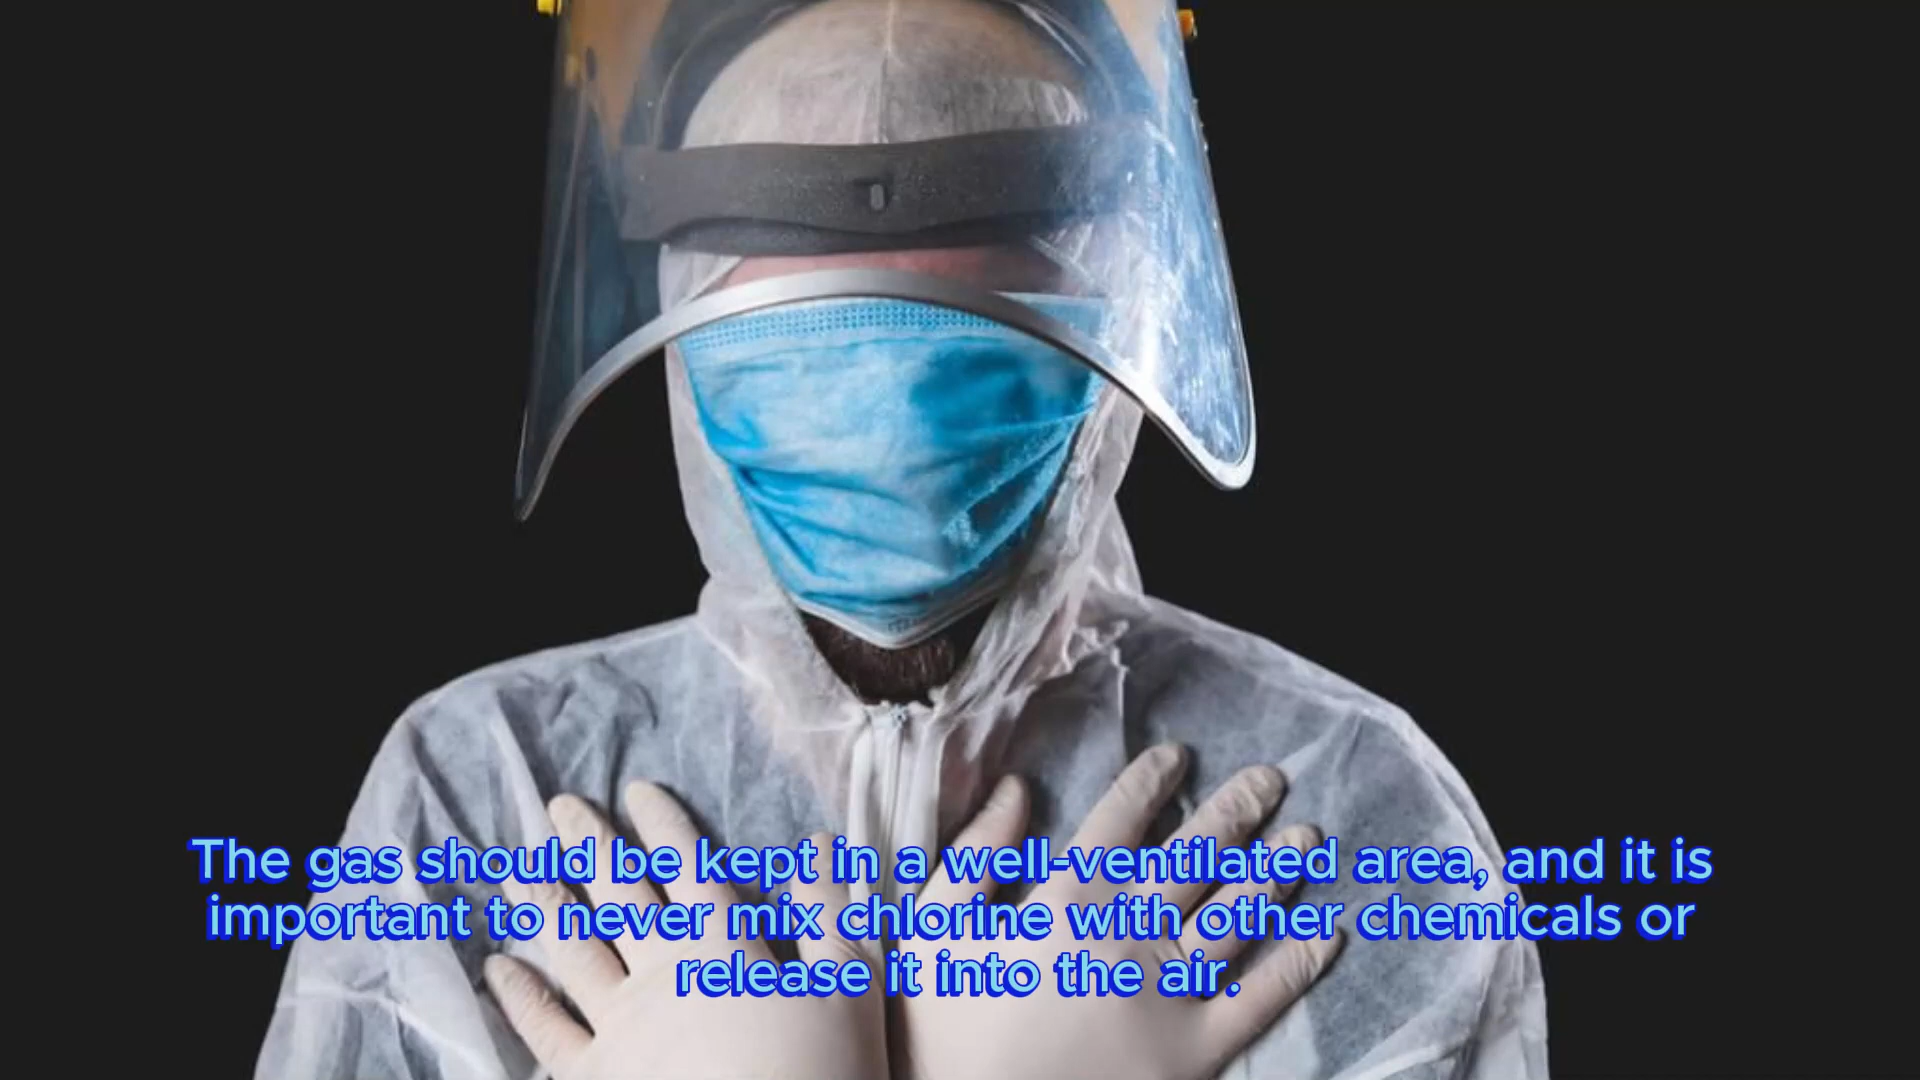 The gas should be kept in a well-ventilated area, and it is
important to never mix chlorine with other chemicals or
release it into the air.